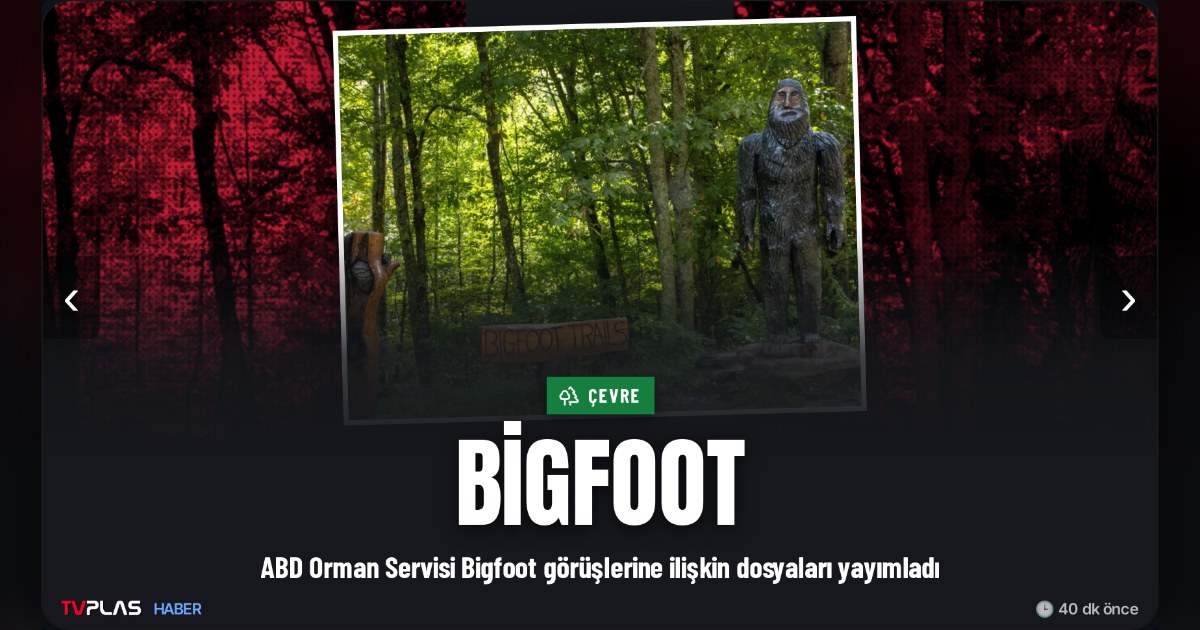 BIGFOOT TRAILS
ÇEVRE
BİGFOOT
ABD Orman Servisi Bigfoot görüşlerine ilişkin dosyaları yayımladı
TVPLAS HABER
40 dk önce